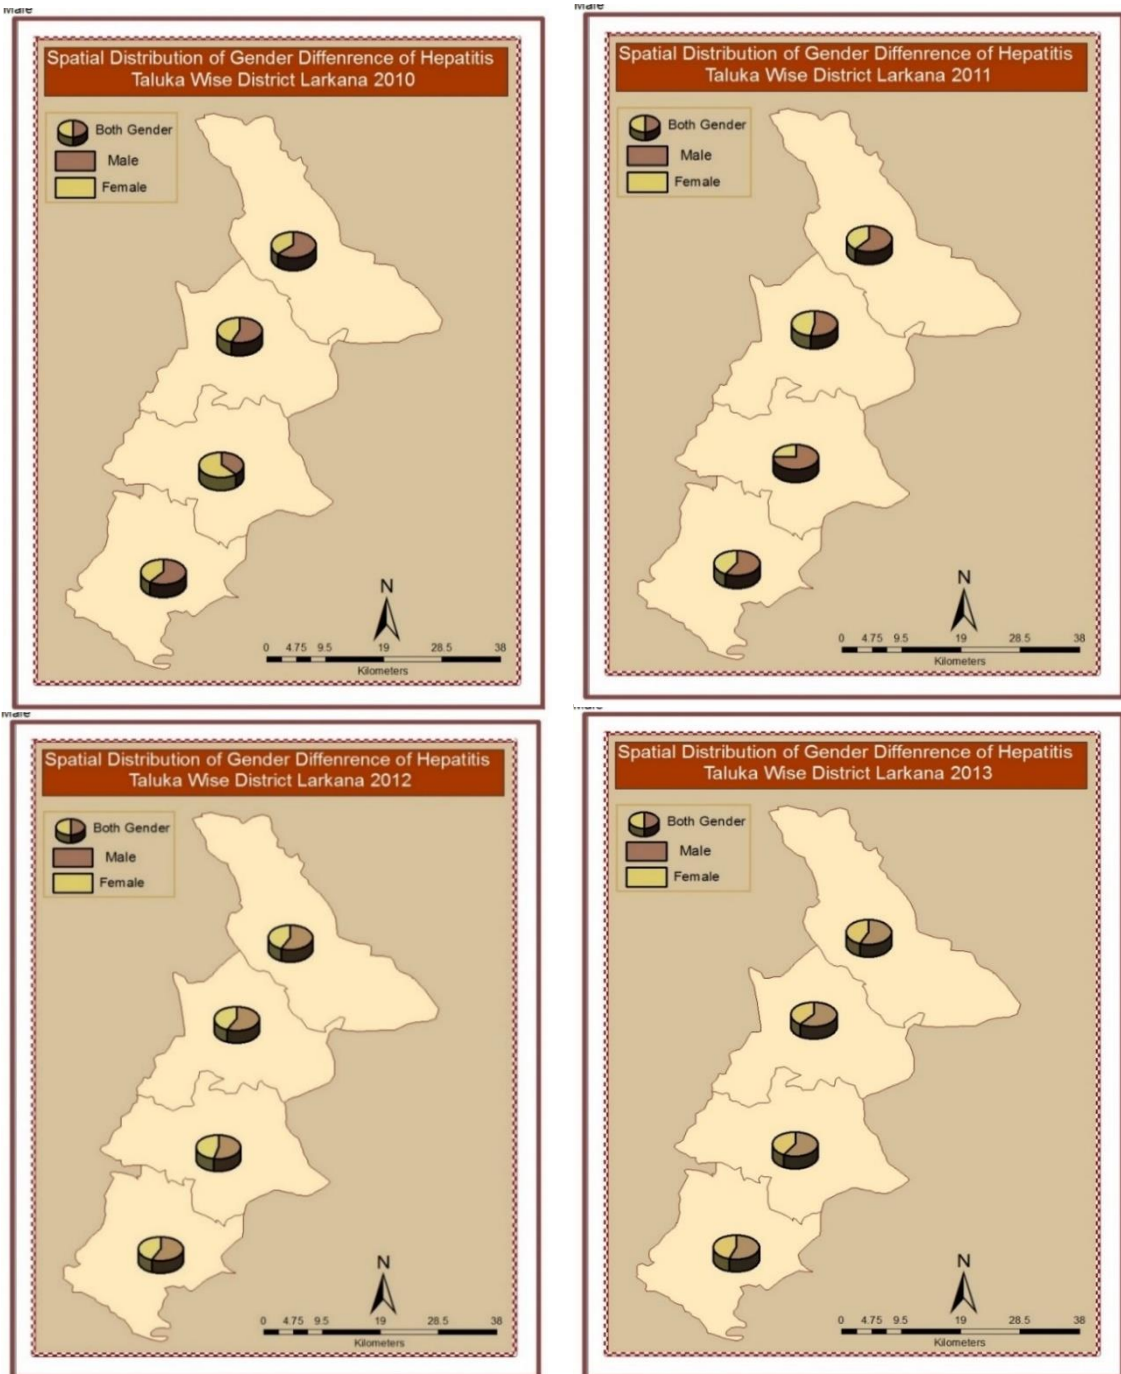 Male
Spatial Distribution of Gender Diffenrence of Hepatitis
Taluka Wise District Larkana 2010
Both Gender
Male
Female
N
0 4.75 9.5 19 28.5 38
Kilometers
Male
Spatial Distribution of Gender Diffenrence of Hepatitis
Taluka Wise District Larkana 2011
Both Gender
Male
Female
N
0 4.75 9.5 19 28.5 38
Kilometers
Male
Spatial Distribution of Gender Diffenrence of Hepatitis
Taluka Wise District Larkana 2012
Both Gender
Male
Female
N
0 4.75 9.5 19 28.5 38
Kilometers
Male
Spatial Distribution of Gender Diffenrence of Hepatitis
Taluka Wise District Larkana 2013
Both Gender
Male
Female
N
0 4.75 9.5 19 28.5 38
Kilometers